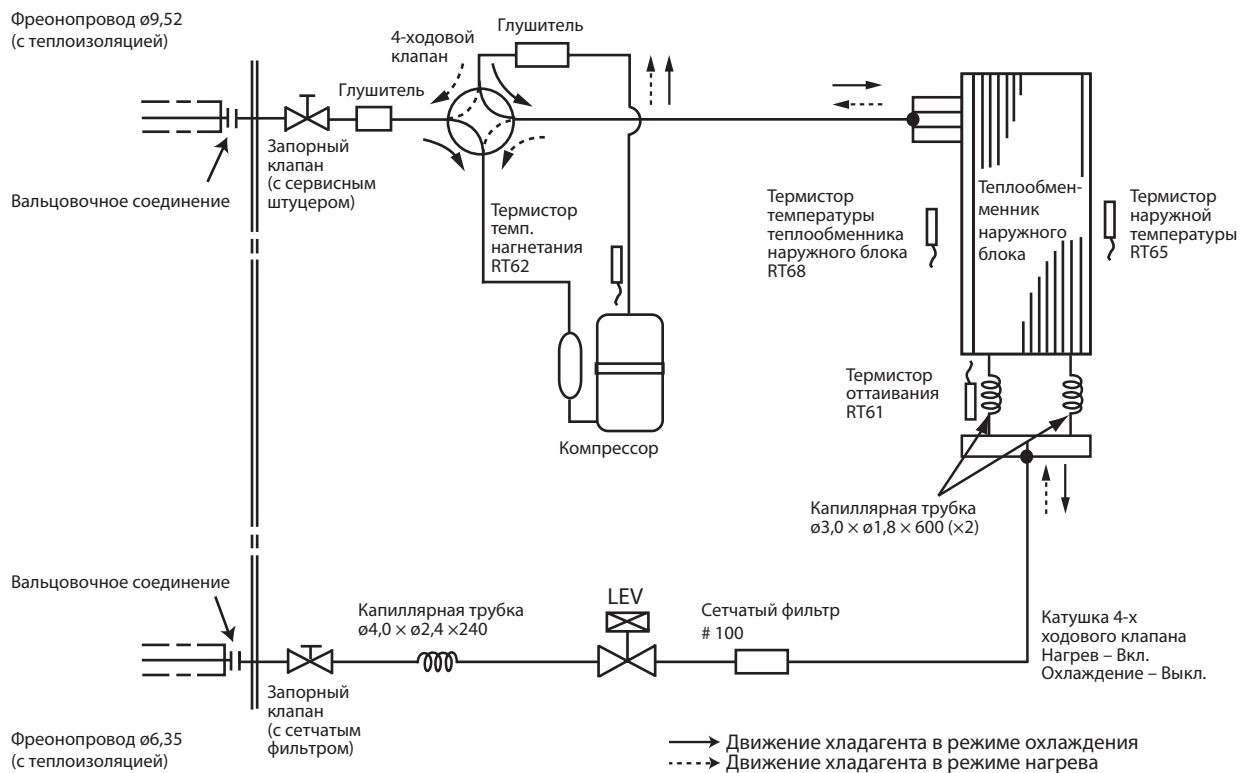 Фреонопровод ø9,52
(с теплоизоляцией)
4-ходовой
клапан
Глушитель
Глушитель
Запорный
клапан
(с сервисным
штуцером)
Вальцовочное соединение
Термистор
темп.
нагнетания
RT62
Компрессор
Термистор
температуры
теплообменника
наружного блока
RT68
Теплообмен-
менник
наружного
блока
Термистор
наружной
температуры
RT65
Термистор
оттаивания
RT61
Капиллярная трубка
ø3,0 × ø1,8 × 600 (×2)
Вальцовочное соединение
Капиллярная трубка
ø4,0 × ø2,4 ×240
LEV
Сетчатый фильтр
# 100
Катушка 4-х
ходового клапана
Нагрев – Вкл.
Охлаждение – Выкл.
Запорный
клапан
(с сетчатым
фильтром)
Фреонопровод ø6,35
(с теплоизоляцией)
Движение хладагента в режиме охлаждения
Движение хладагента в режиме нагрева